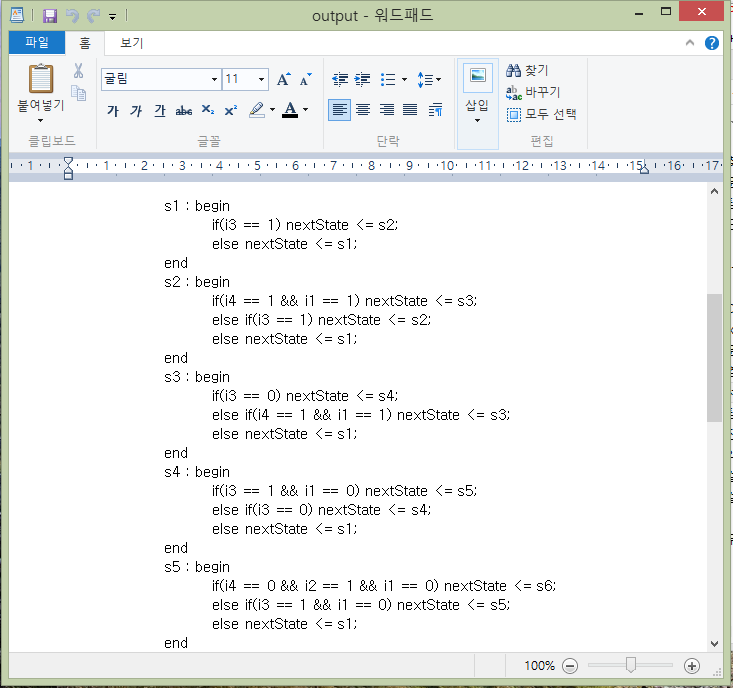 output - 워드패드
파일 홈 보기
붙여넣기
클립보드
굴림 11
가 가 가 abc X₂ X² A
글꼴
단락
삽입
찾기
바꾸기
모두 선택
편집
1 1 2 3 4 5 6 7 8 9 10 11 12 13 14 15 16 17
s1 : begin
if(i3 == 1) nextState <= s2;
else nextState <= s1;
end
s2 : begin
if(i4 == 1 && i1 == 1) nextState <= s3;
else if(i3 == 1) nextState <= s2;
else nextState <= s1;
end
s3 : begin
if(i3 == 0) nextState <= s4;
else if(i4 == 1 && i1 == 1) nextState <= s3;
else nextState <= s1;
end
s4 : begin
if(i3 == 1 && i1 == 0) nextState <= s5;
else if(i3 == 0) nextState <= s4;
else nextState <= s1;
end
s5 : begin
if(i4 == 0 && i2 == 1 && i1 == 0) nextState <= s6;
else if(i3 == 1 && i1 == 0) nextState <= s5;
else nextState <= s1;
end
100%